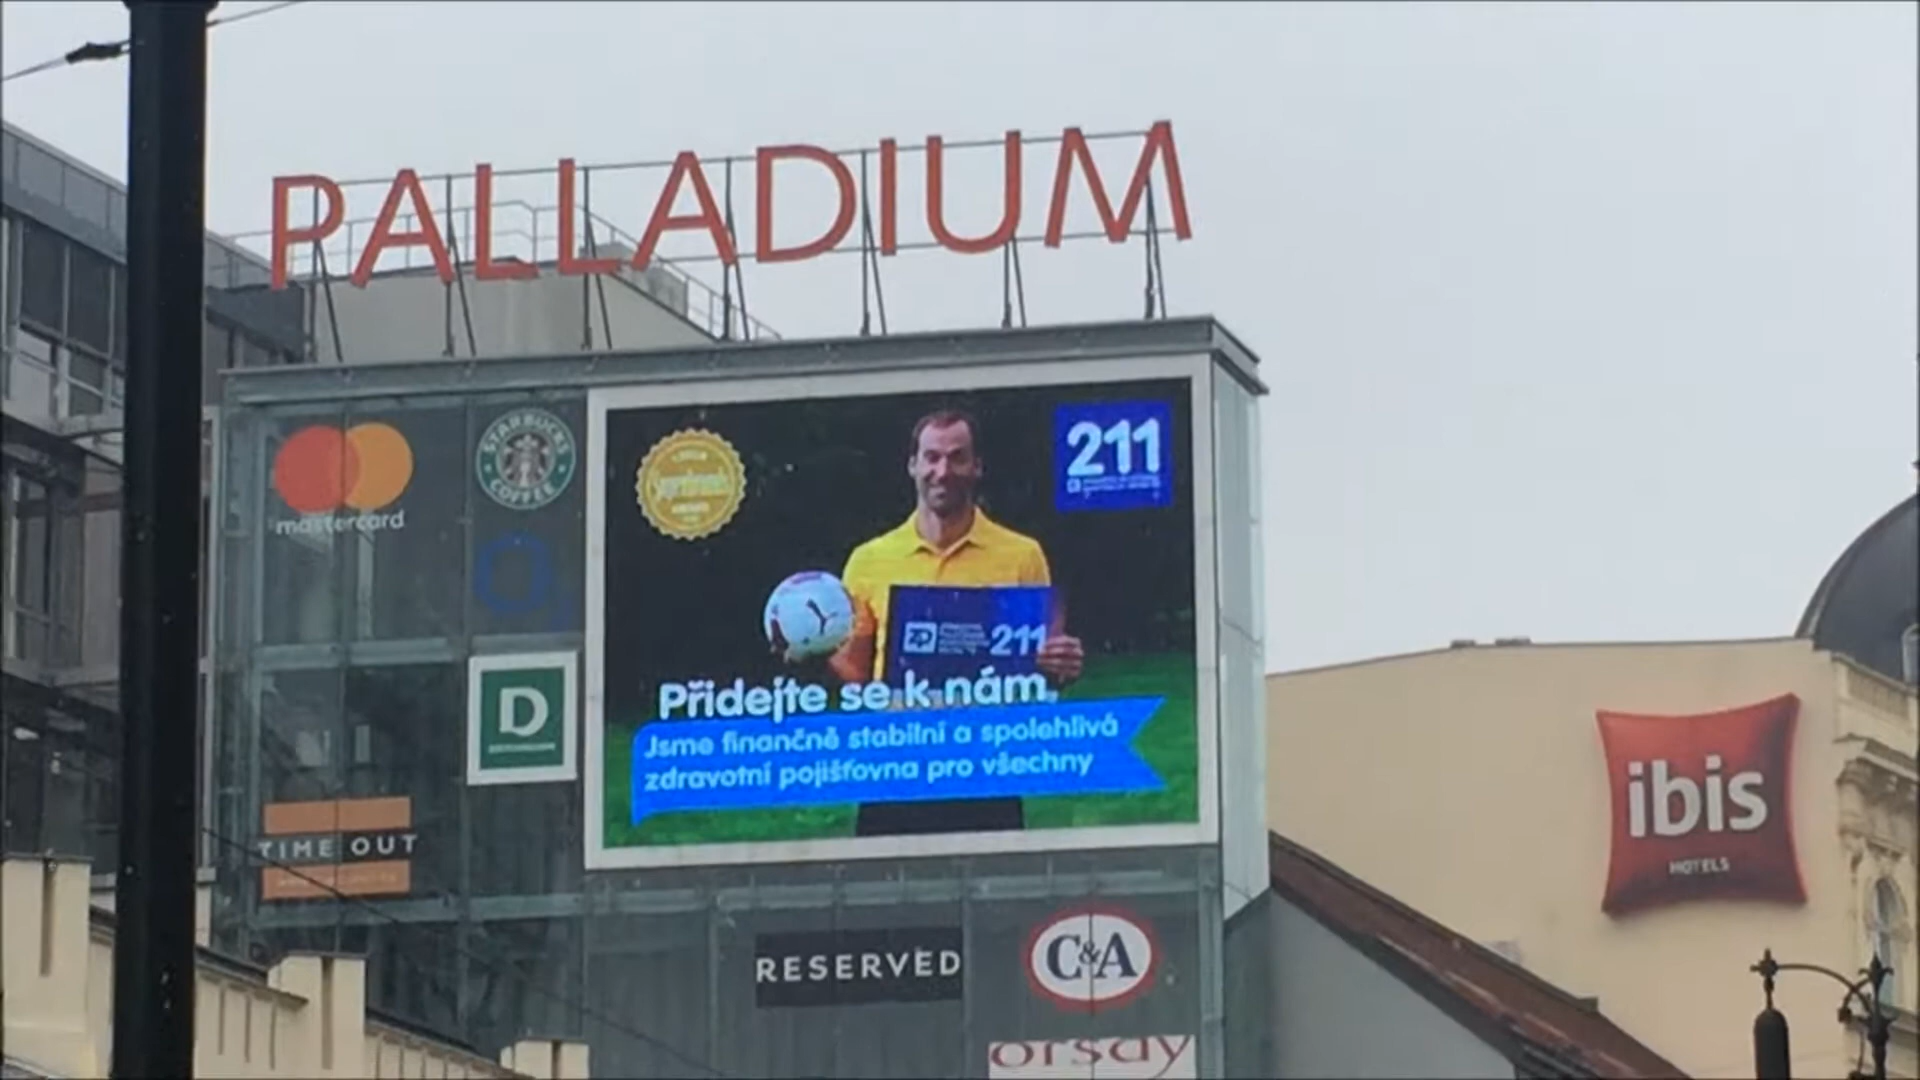 PALLADIUM
mastercard
STARBUCKS
COFFEE
O2
D
TIME OUT
211
211
Přidejte se k nám.
Jsme finančně stabilní a spolehlivá
zdravotní pojišťovna pro všechny
RESERVED
C&A
orsay
ibis
HOTELS